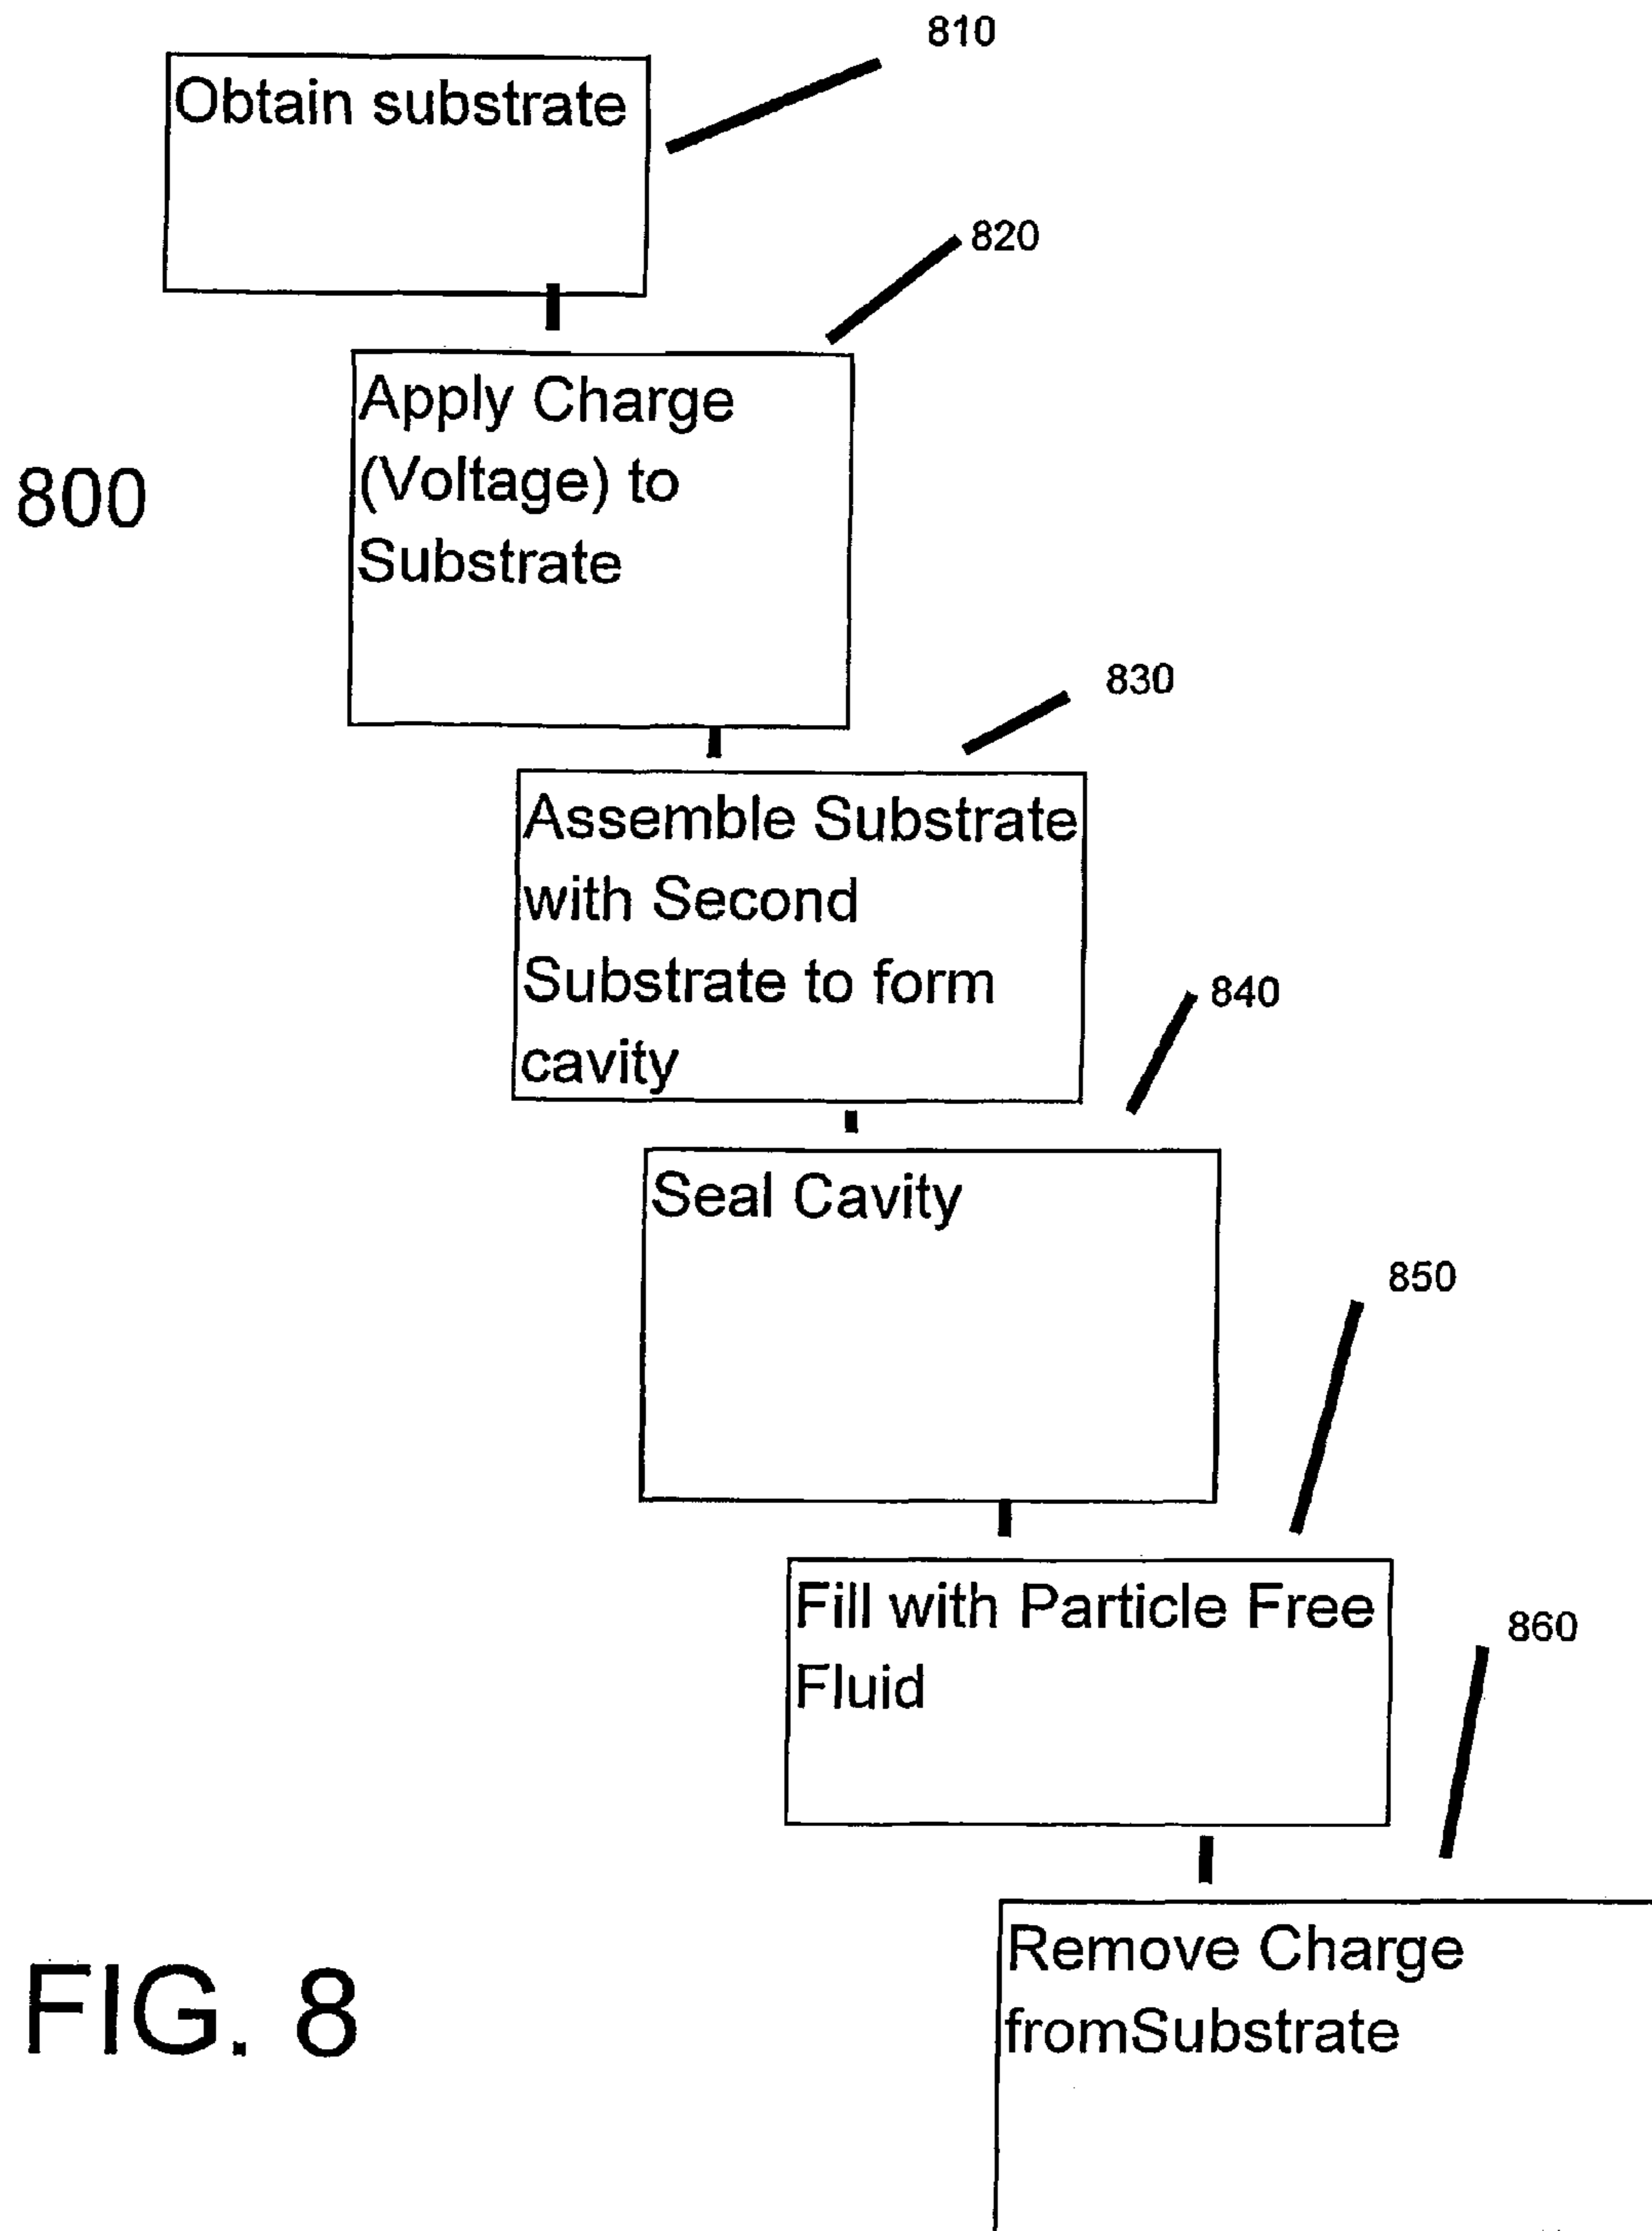 810
Obtain substrate
820
Apply Charge
(Voltage) to
Substrate
800
830
Assemble Substrate
with Second
Substrate to form
cavity
840
Seal Cavity
850
Fill with Particle Free
Fluid
860
Remove Charge
fromSubstrate
FIG. 8